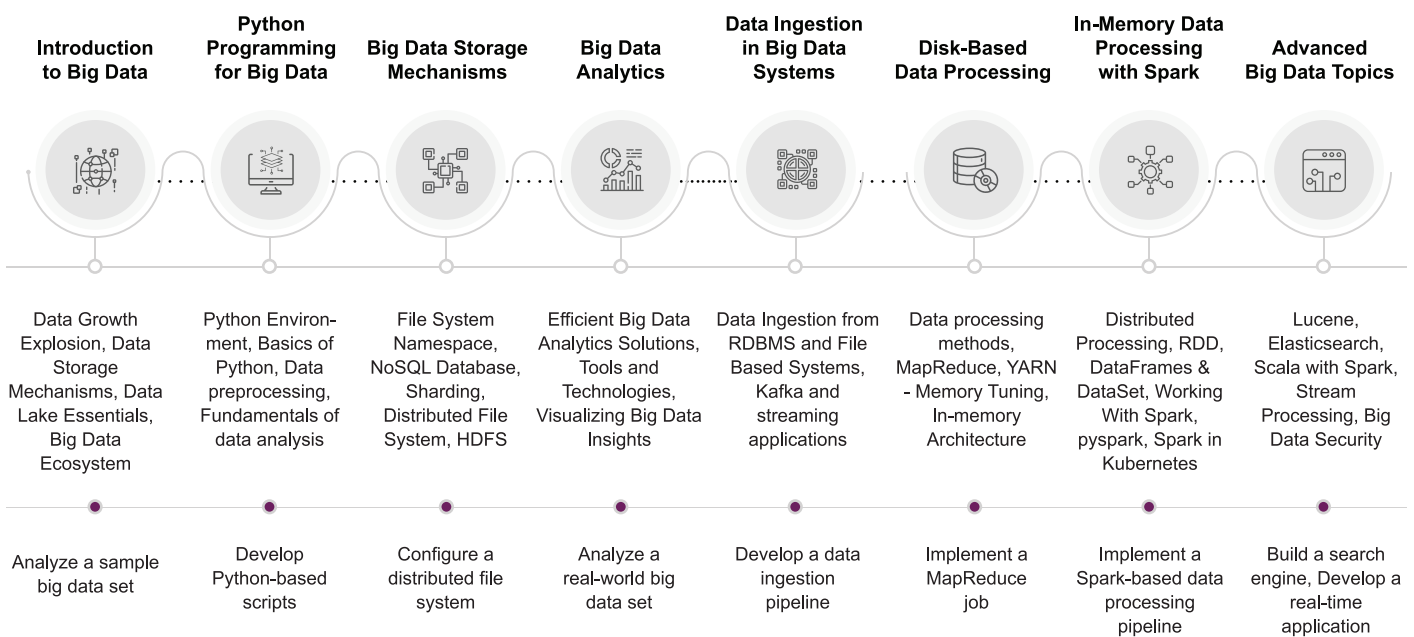 Introduction
to Big Data
Python
Programming
for Big Data
Big Data Storage
Mechanisms
Big Data
Analytics
Data Ingestion
in Big Data
Systems
Disk-Based
Data Processing
In-Memory Data
Processing
with Spark
Advanced
Big Data Topics
Data Growth
Explosion, Data
Storage
Mechanisms, Data
Lake Essentials,
Big Data
Ecosystem
Python Environ-
ment, Basics of
Python, Data
preprocessing,
Fundamentals of
data analysis
File System
Namespace,
NoSQL Database,
Sharding,
Distributed File
System, HDFS
Efficient Big Data
Analytics Solutions,
Tools and
Technologies,
Visualizing Big Data
Insights
Data Ingestion from
RDBMS and File
Based Systems,
Kafka and
streaming
applications
Data processing
methods,
MapReduce, YARN
- Memory Tuning,
In-memory
Architecture
Distributed
Processing, RDD,
DataFrames &
DataSet, Working
With Spark,
pyspark, Spark in
Kubernetes
Lucene,
Elasticsearch,
Scala with Spark,
Stream
Processing, Big
Data Security
Analyze a sample
big data set
Develop
Python-based
scripts
Configure a
distributed file
system
Analyze a
real-world big
data set
Develop a data
ingestion
pipeline
Implement a
MapReduce
job
Implement a
Spark-based data
processing
pipeline
Build a search
engine, Develop a
real-time
application